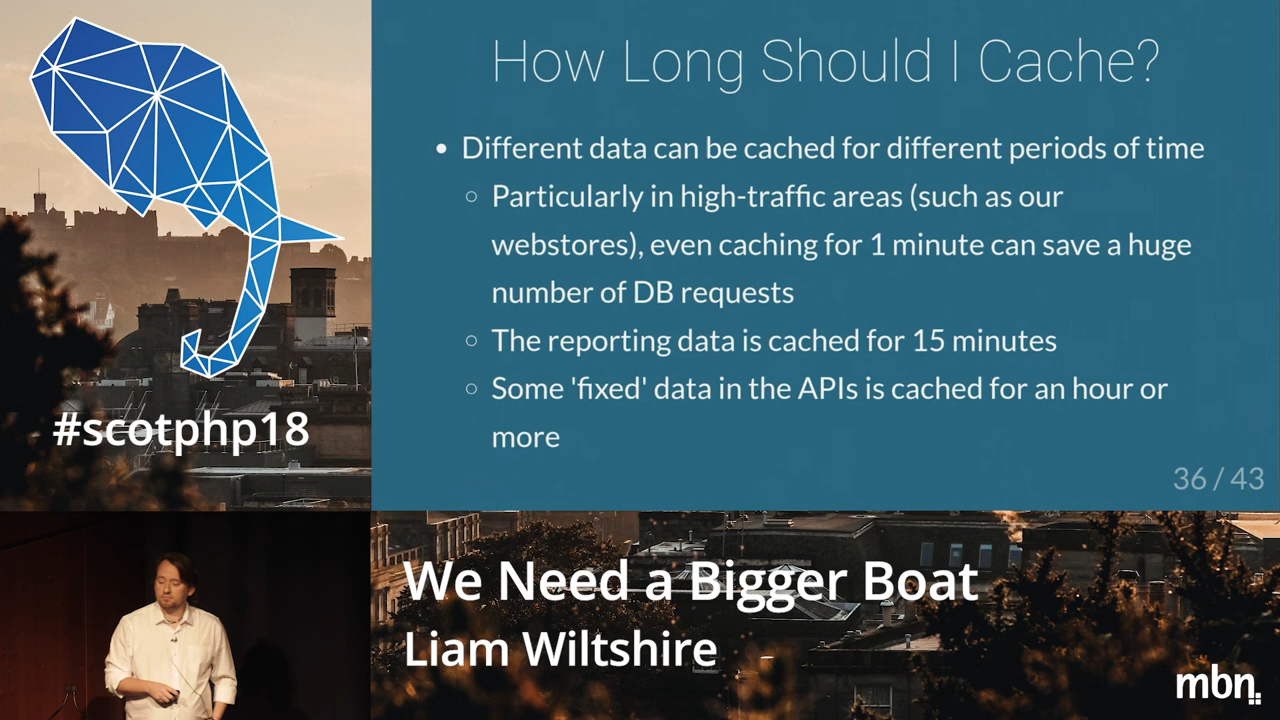 How Long Should I Cache?
• Different data can be cached for different periods of time
○ Particularly in high-traffic areas (such as our
webstores), even caching for 1 minute can save a huge
number of DB requests
○ The reporting data is cached for 15 minutes
○ Some 'fixed' data in the APIs is cached for an hour or
more
36 / 43
#scotphp18
We Need a Bigger Boat
Liam Wiltshire
mbn